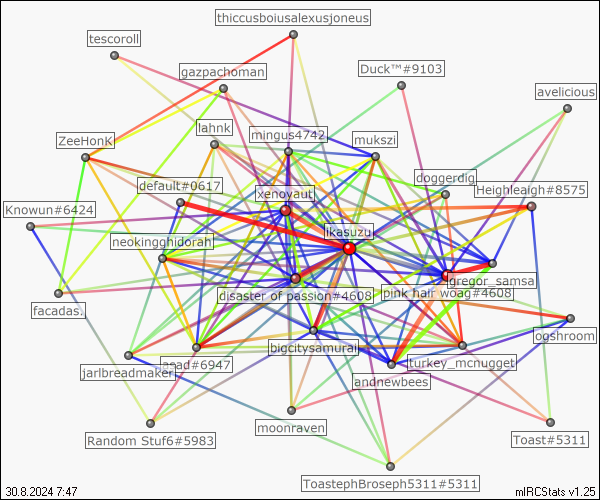 thiccusboiusalexusjoneus
tescoroll
gazpachoman
Duck™#9103
avelicious
lahnk
mingus4742
ZeeHonK
mukszi
doggerdig
default#0617
xenovaut
Heighleaigh#8575
Knowun#6424
likasuzu
neokingghidorah
gregor_samsa
disaster of passion#4608
pink hair woag#4608
facadas.
ogshroom
bigcitysamurai
asad#6947
turkey_mcnugget
jarlbreadmaker
andnewbees
moonraven
Random Stuf6#5983
Toast#5311
ToastephBroseph5311#5311
30.8.2024 7:47
mIRCStats v1.25